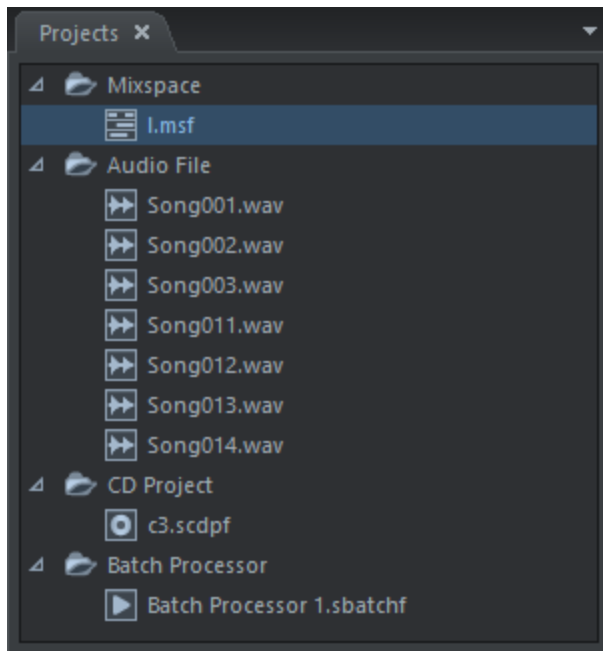 Projects
Mixspace
l.msf
Audio File
Song001.wav
Song002.wav
Song003.wav
Song011.wav
Song012.wav
Song013.wav
Song014.wav
CD Project
c3.scdpf
Batch Processor
Batch Processor 1.sbatchf